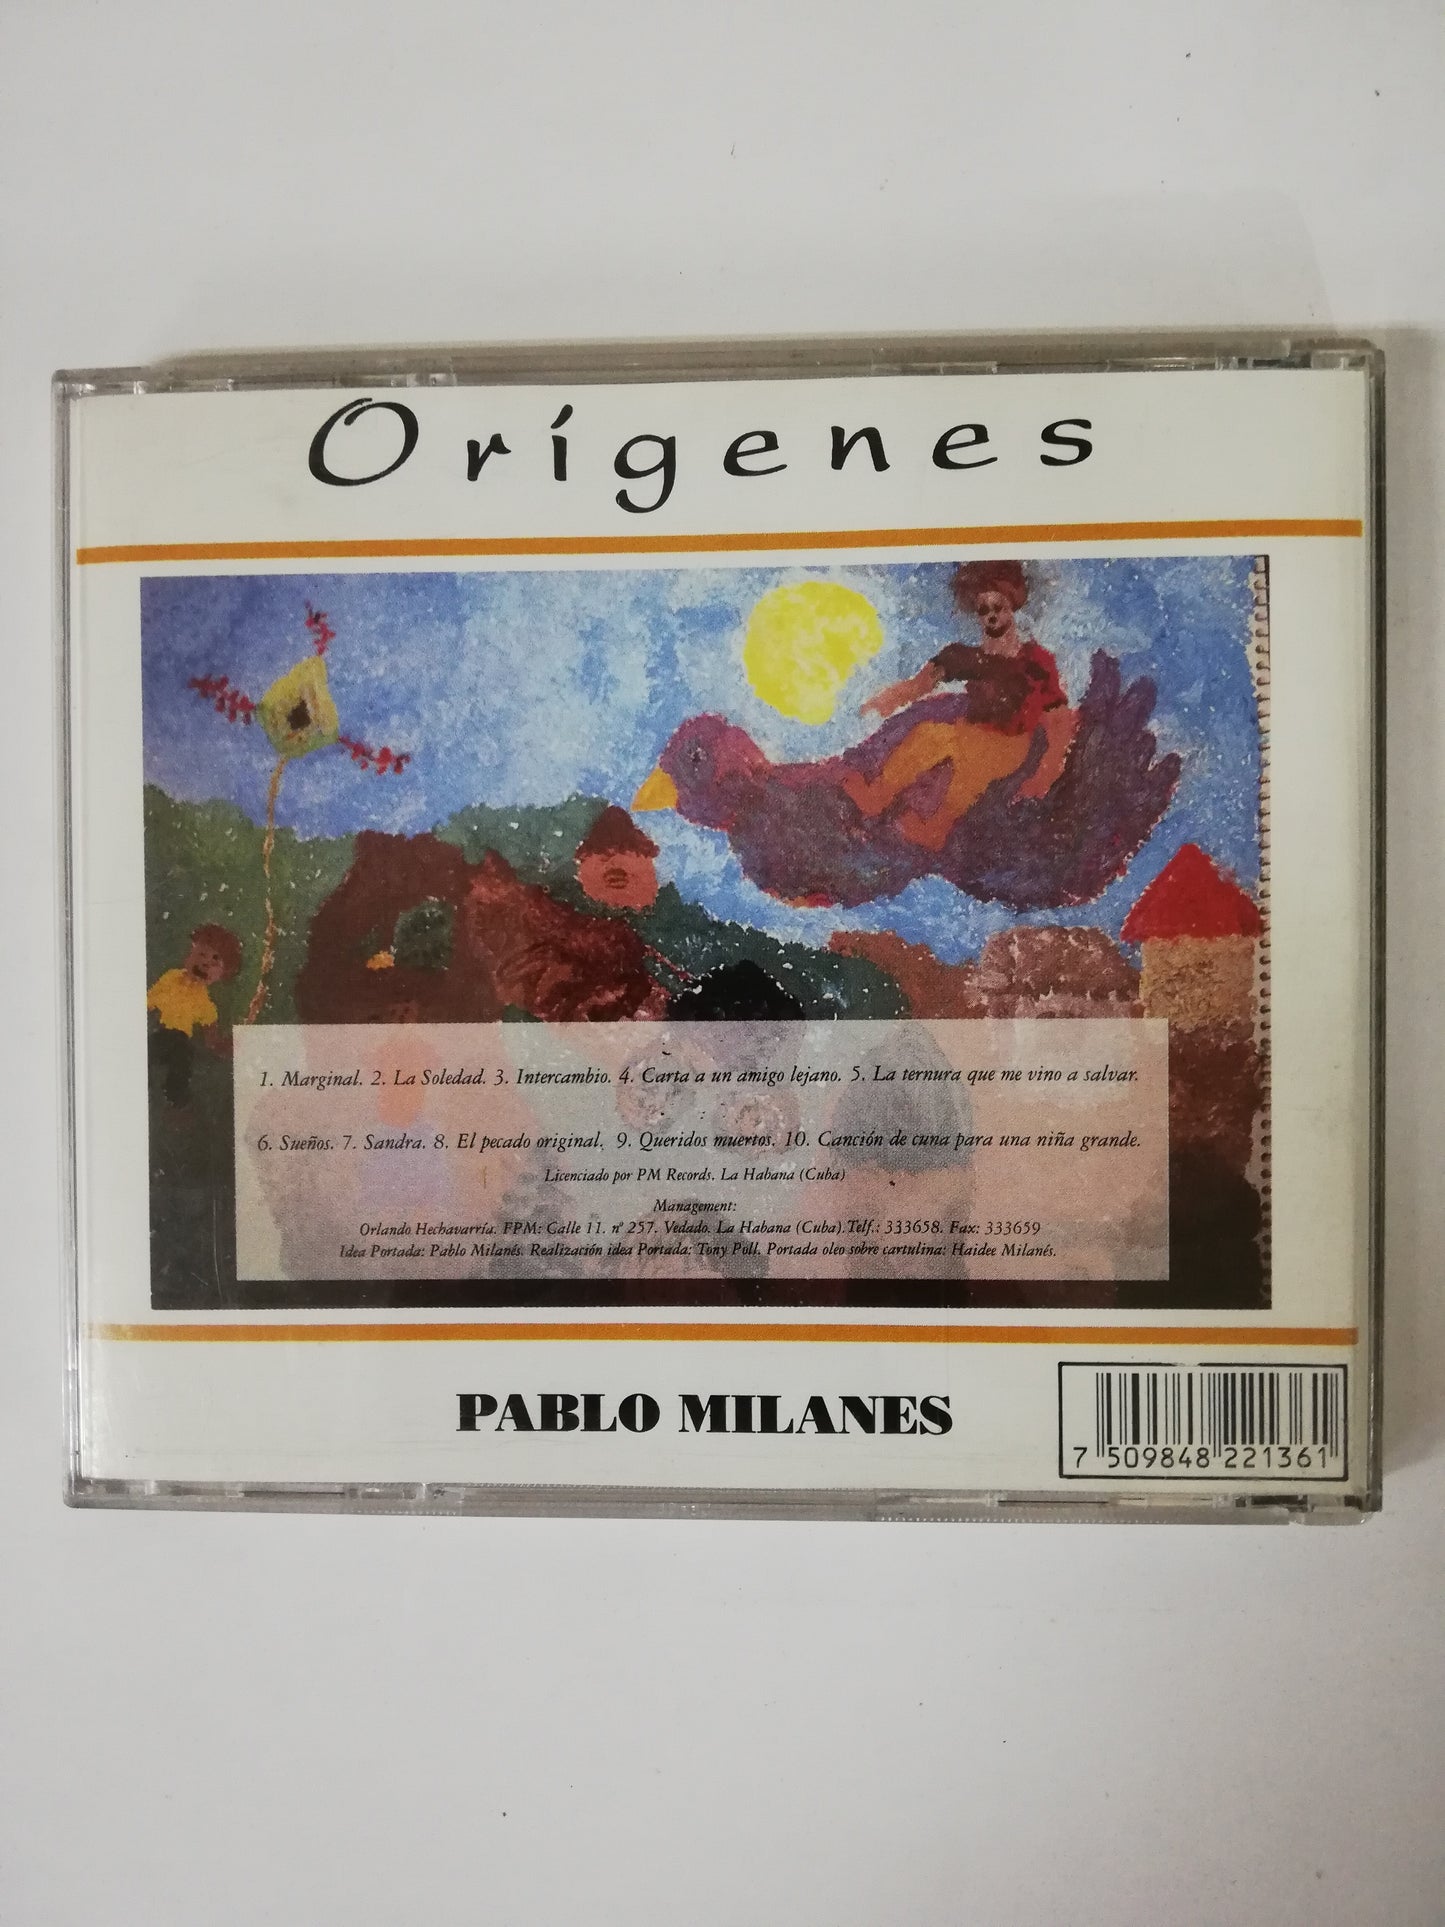 Orígenes
1. Marginal. 2. La Soledad. 3. Intercambio. 4. Carta a un amigo lejano. 5. La ternura que me vino a salvar.
6. Sueños. 7. Sandra. 8. El pecado original. 9. Queridos muertos. 10. Canción de cuna para una niña grande.
Licenciado por PM Records. La Habana (Cuba)
Management:
Orlando Hechavarría. FPM: Calle 11. nº 257. Vedado. La Habana (Cuba). Telf.: 333658. Fax: 333659
Idea Portada: Pablo Milanés. Realización idea Portada: Tony Poll. Portada oleo sobre cartulina: Haidee Milanés.
PABLO MILANES
7 509848 221361